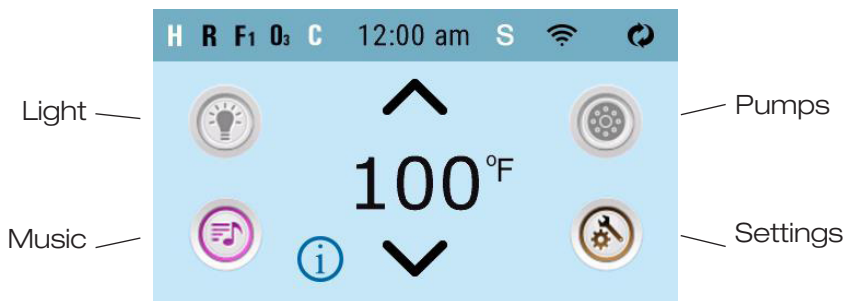 H R F1 O3 C 12:00 am S
Light
Pumps
100°F
Music
Settings
i